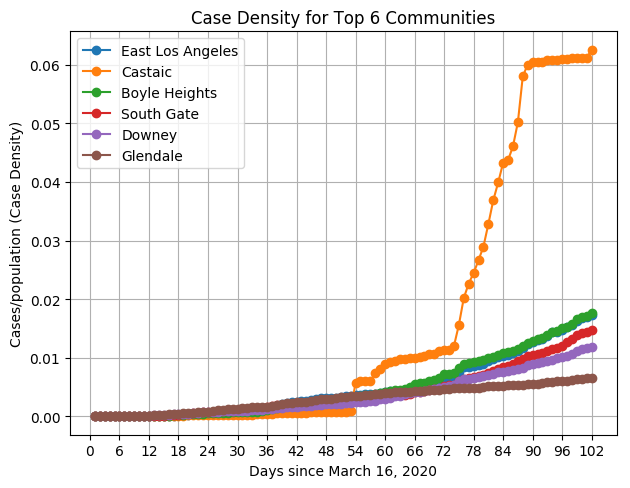 Case Density for Top 6 Communities
East Los Angeles
Castaic
Boyle Heights
South Gate
Downey
Glendale
Cases/population (Case Density)
0.06
0.05
0.04
0.03
0.02
0.01
0.00
0 6 12 18 24 30 36 42 48 54 60 66 72 78 84 90 96 102
Days since March 16, 2020